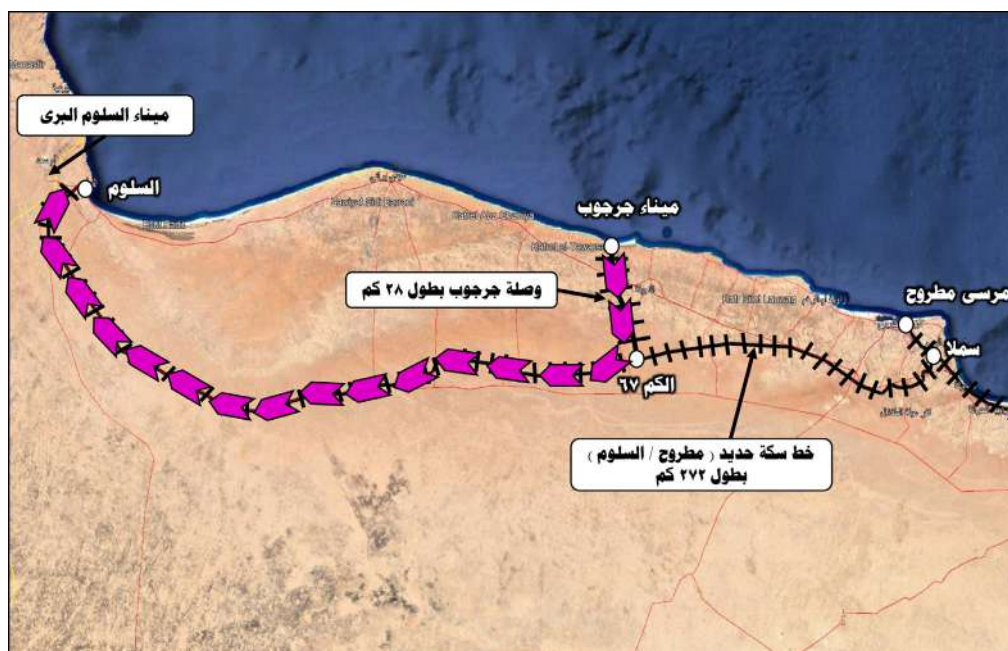 ميناء السلوم البرى
السلوم
ميناء جرجوب
وصلة جرجوب بطول ٢٨ كم
مرسى مطروح
سملا
الكم ٦٧
خط سكة حديد ( مطروح / السلوم )
بطول ٢٧٢ كم